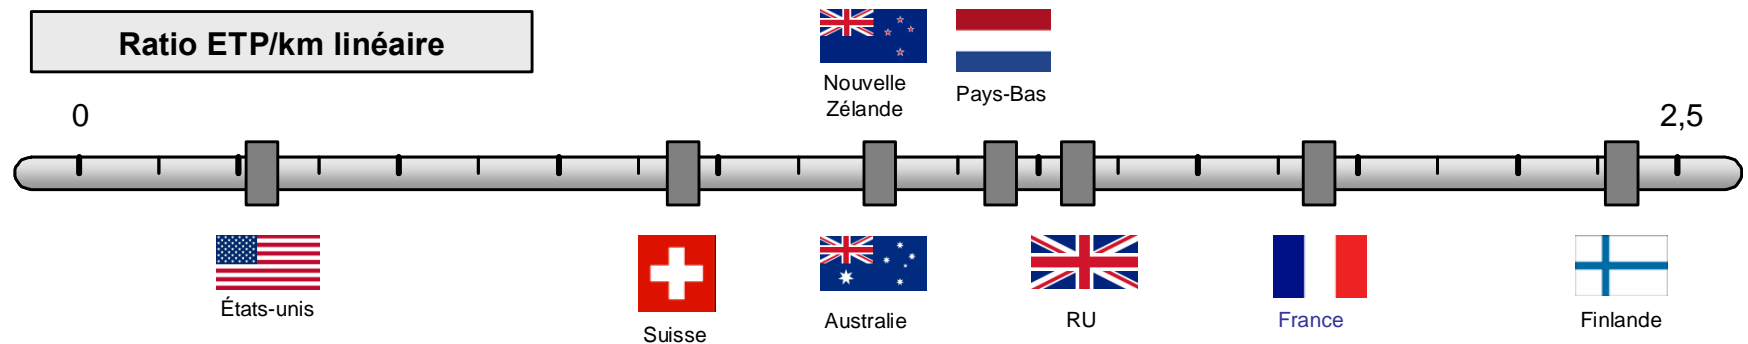 Ratio ETP/km linéaire
Nouvelle
Zélande
Pays-Bas
0
2,5
États-unis
Suisse
Australie
RU
France
Finlande